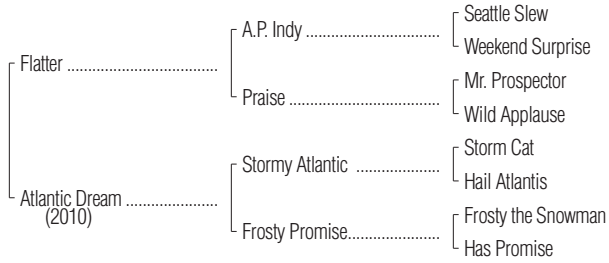 Seattle Slew
A.P. Indy ................................
Weekend Surprise
Flatter ....................................
Mr. Prospector
Praise ....................................
Wild Applause
Storm Cat
Stormy Atlantic ....................
Hail Atlantis
Atlantic Dream ......................
(2010)
Frosty the Snowman
Frosty Promise......................
Has Promise